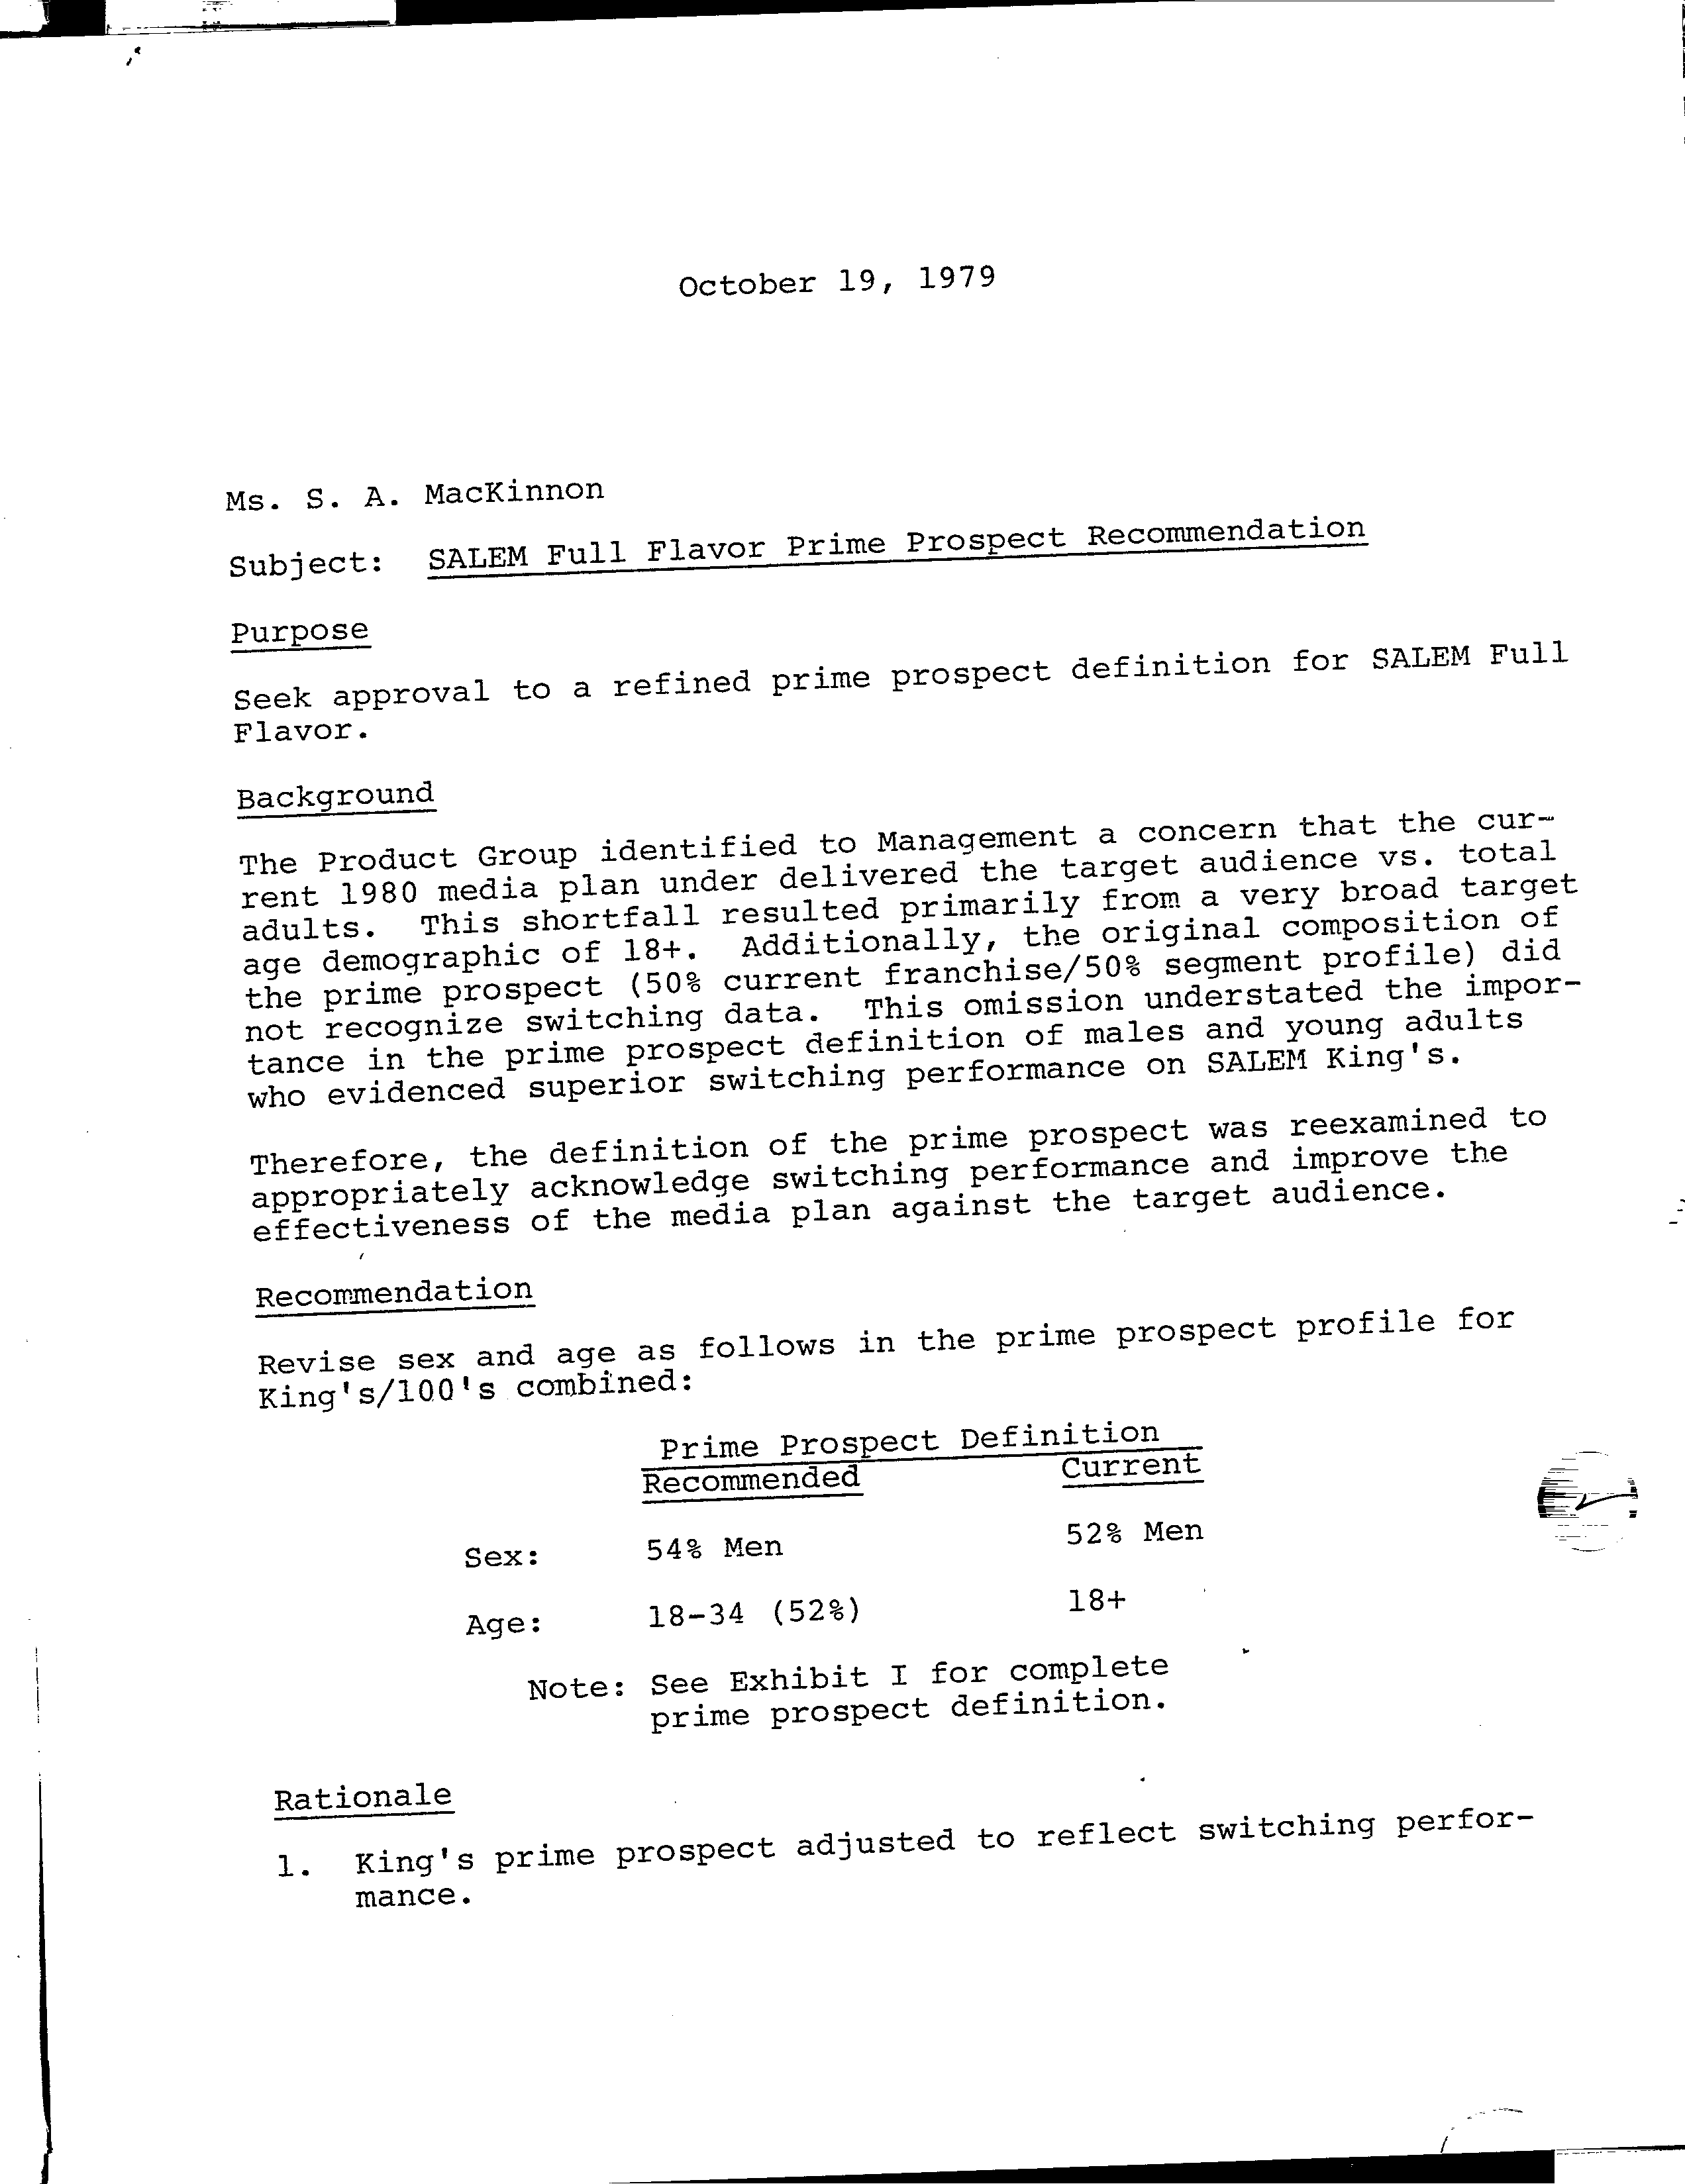 October 19, 1979
Ms. S. A. MacKinnon
Subject: SALEM Full Flavor Prime Prospect Recommendation
Purpose
Seek approval to a refined prime prospect definition for SALEM Full
Flavor.
Background
The Product Group identified to Management a concern that the cur-
rent 1980 media plan under delivered the target audience vs. total
adults. This shortfall resulted primarily from a very broad target
age demographic of 18+. Additionally, the original composition of
the prime prospect (50% current franchise/50% segment profile) did
not recognize switching data. This omission understated the impor-
tance in the prime prospect definition of males and young adults
who evidenced superior switching performance on SALEM King's.
Therefore, the definition of the prime prospect was reexamined to
appropriately acknowledge switching performance and improve the
effectiveness of the media plan against the target audience.
Recommendation
Revise sex and age as follows in the prime prospect profile for
King's/100's combined:
Prime Prospect Definition
Recommended Current
Sex: 54% Men 52% Men
Age: 18-34 (52%) 18+
Note: See Exhibit I for complete
prime prospect definition.
Rationale
1. King's prime prospect adjusted to reflect switching perfor-
mance.